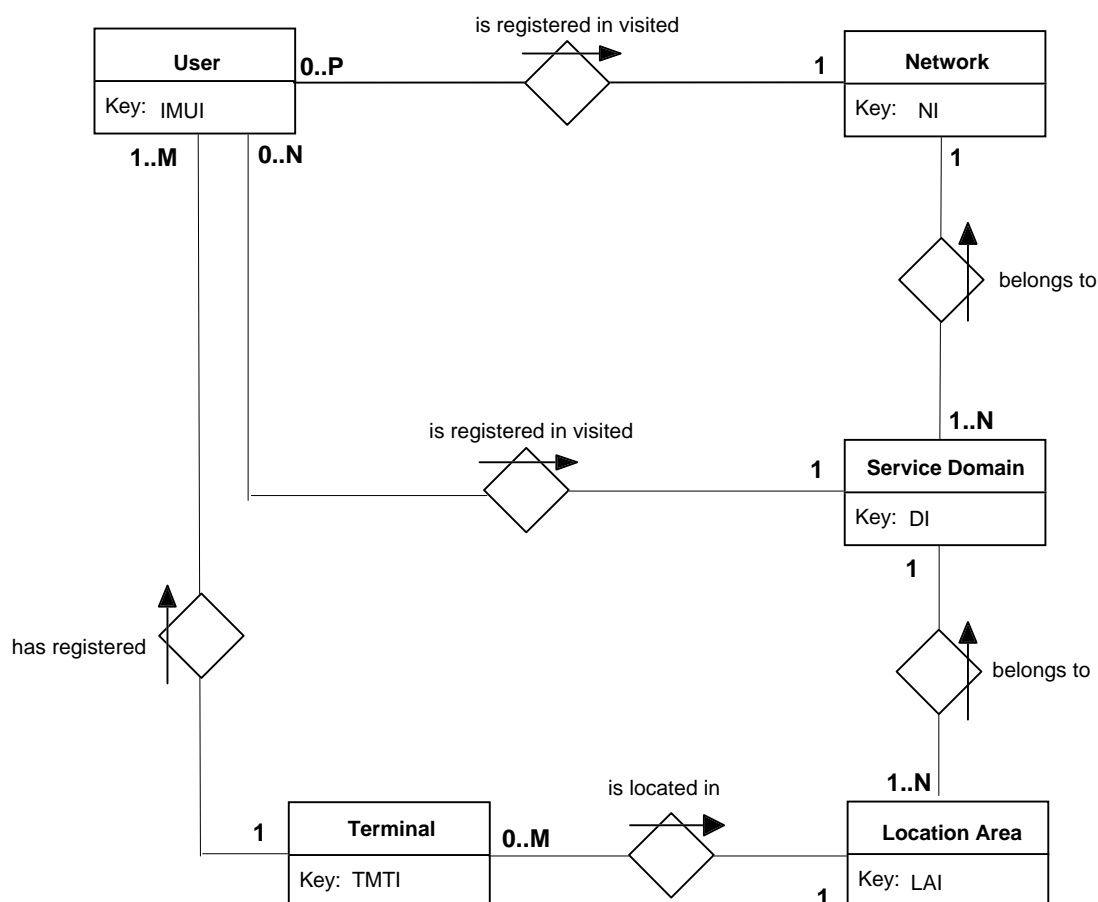 is registered in visited
User
0..P
1
Network
Key: IMUI
Key: NI
1..M
0..N
1
belongs to
1..N
is registered in visited
1
Service Domain
Key: DI
1
has registered
belongs to
1..N
is located in
1
Terminal
0..M
Location Area
Key: TMTI
1
Key: LAI